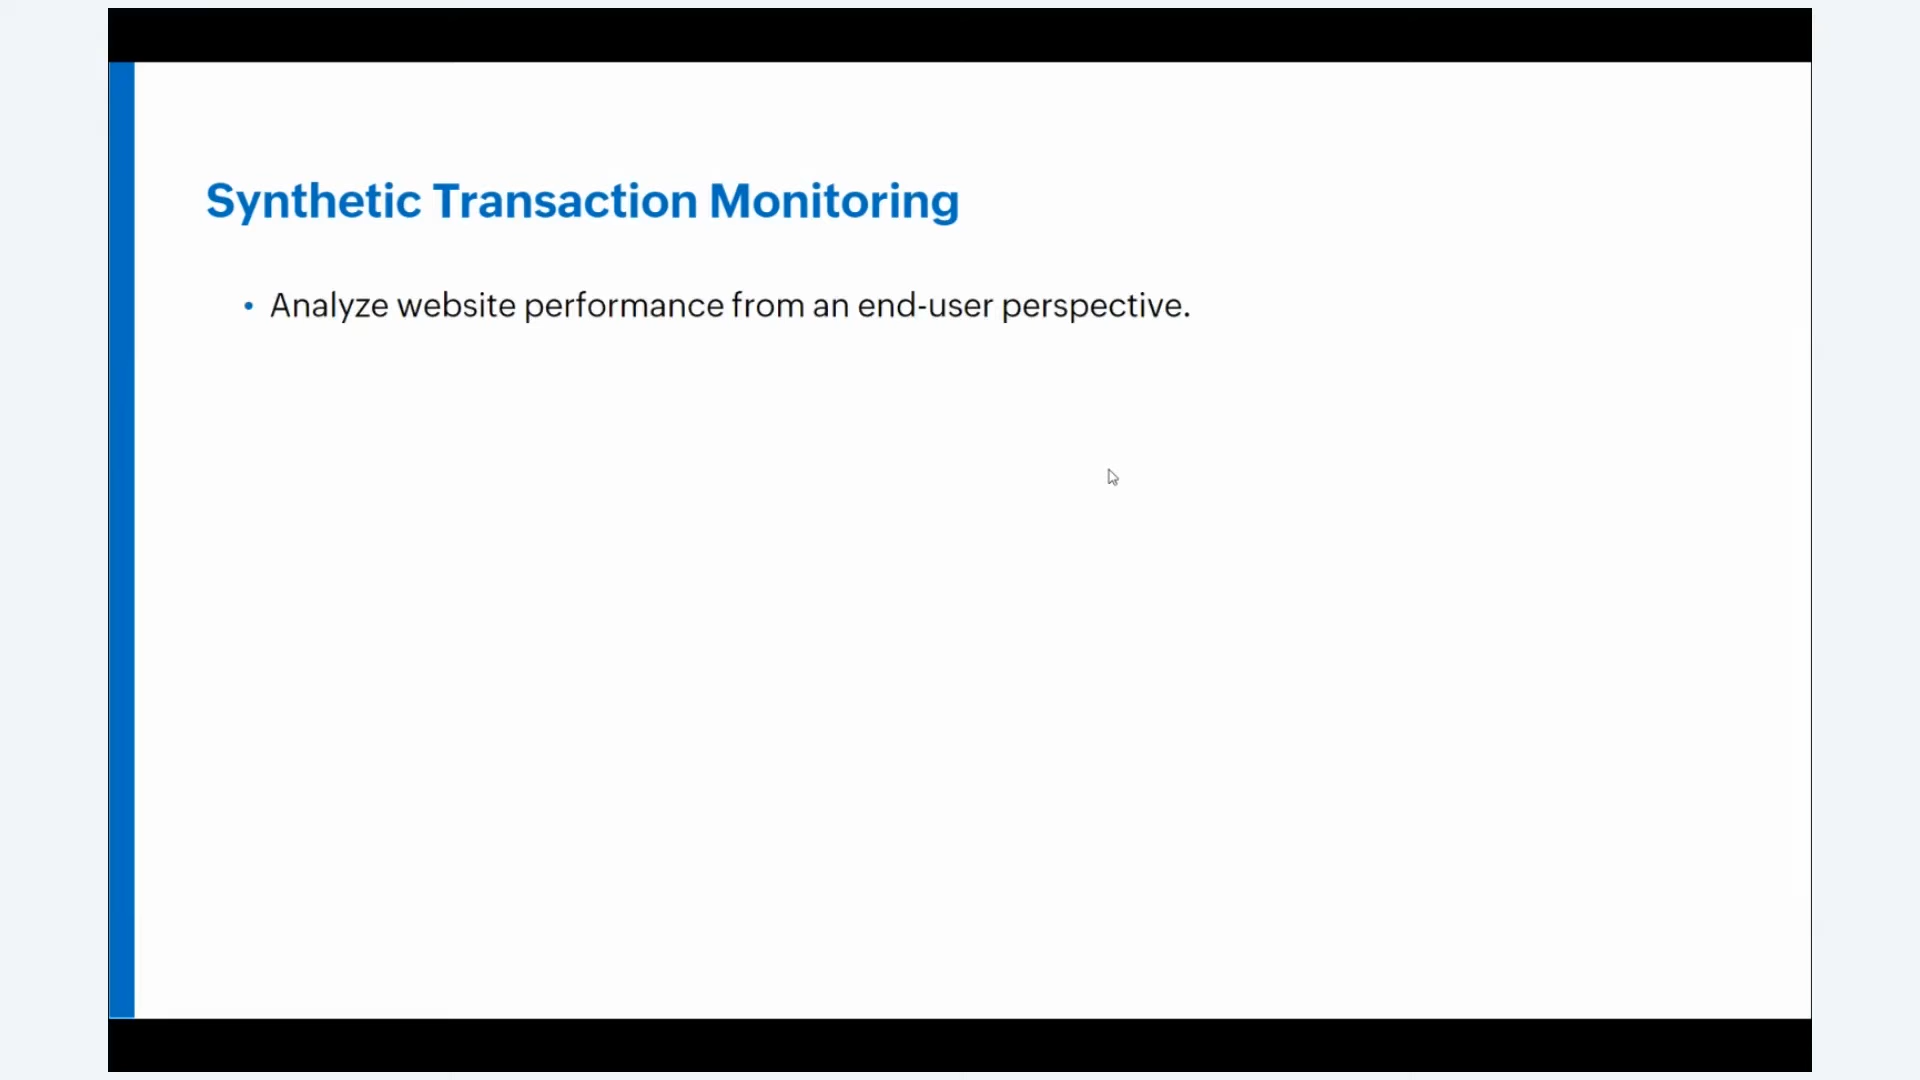 Synthetic Transaction Monitoring
• Analyze website performance from an end-user perspective.